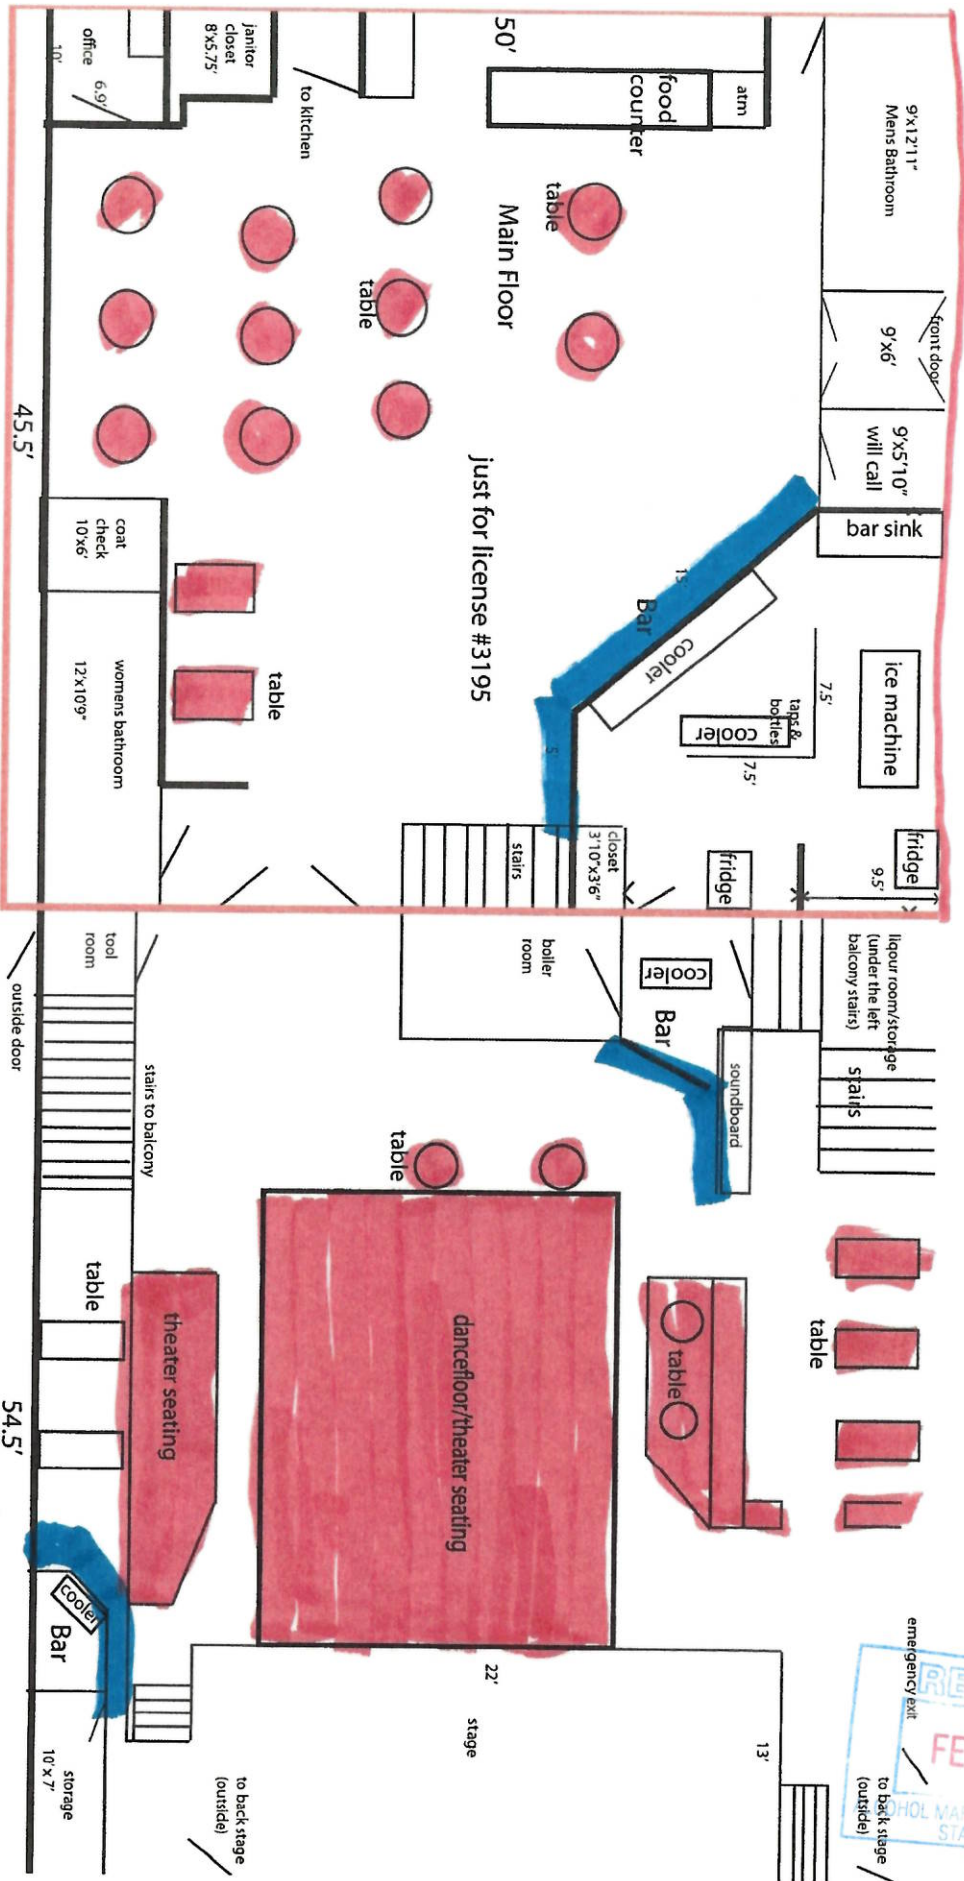 office
10'
6.9'
janitor
closet
8'x5.75'
to kitchen
50'
food
counter
atm
9'x12'11"
Mens Bathroom
front door
9'x6'
9'x5'10"
will call
bar sink
table
Main Floor
table
just for license #3195
45.5'
coat
check
10'x6'
womens bathroom
12'x10'9"
table
15'
Bar
cooler
5'
7.5'
taps &
bottles
cooler
7.5'
ice machine
fridge
fridge
9.5'
closet
3'10"x3'6"
stairs
tool
room
outside door
stairs to balcony
boiler
room
cooler
Bar
soundboard
liqour room/storage
(under the left
balcony stairs)
stairs
table
table
theater seating
dancefloor/theater seating
table
table
54.5'
cooler
Bar
storage
10' x 7'
22'
stage
13'
to back stage
(outside)
emergency exit
to back stage
(outside)
RE
FE
ALCOHOL MA
STA